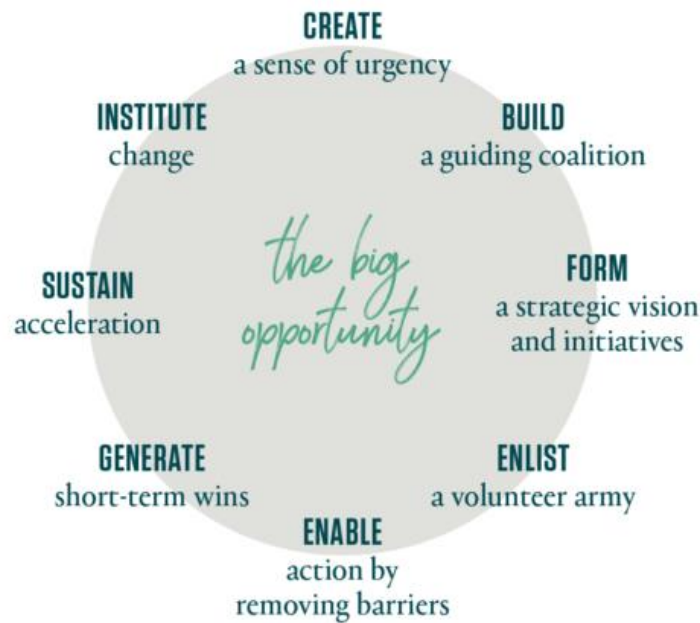 CREATE
a sense of urgency
BUILD
a guiding coalition
FORM
a strategic vision
and initiatives
ENLIST
a volunteer army
ENABLE
action by
removing barriers
GENERATE
short-term wins
SUSTAIN
acceleration
INSTITUTE
change
the big
opportunity